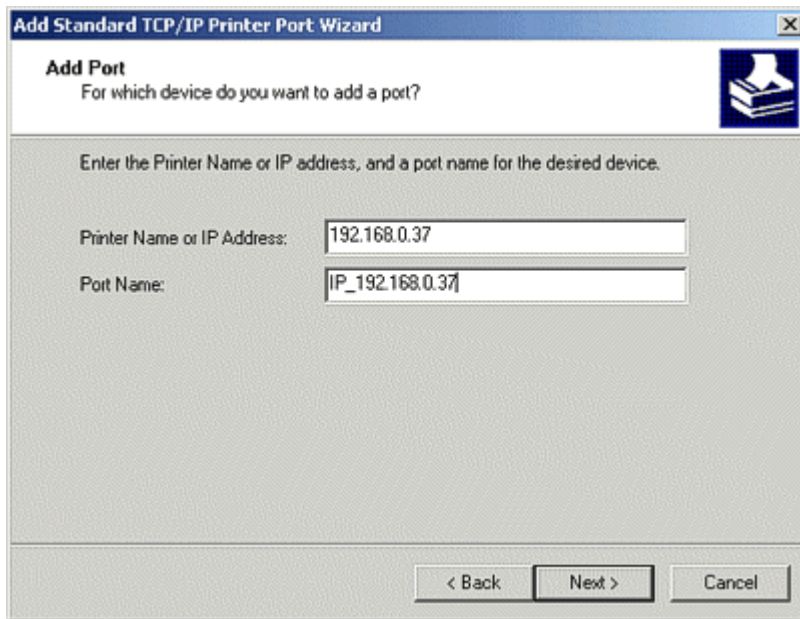 Add Standard TCP/IP Printer Port Wizard
Add Port
For which device do you want to add a port?
Enter the Printer Name or IP address, and a port name for the desired device.
Printer Name or IP Address: 192.168.0.37
Port Name: IP_192.168.0.37
< Back Next > Cancel